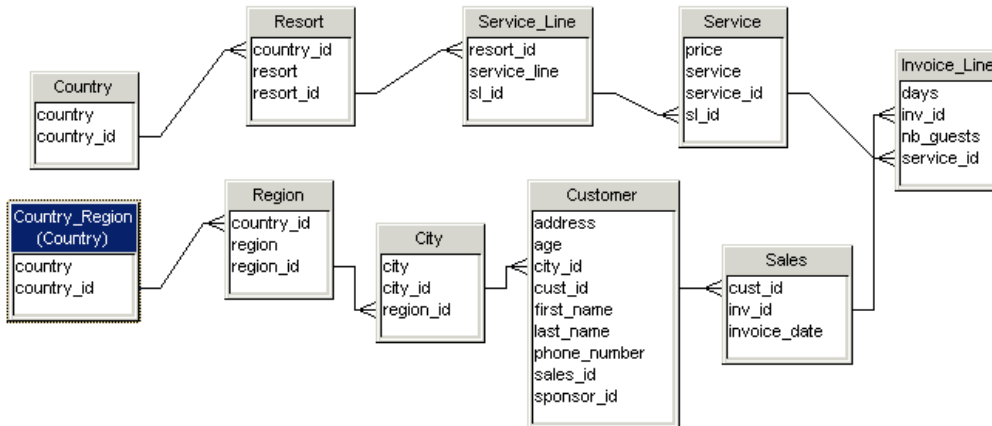 Resort
country_id
resort
resort_id
Service_Line
resort_id
service_line
sl_id
Service
price
service
service_id
sl_id
Invoice_Line
days
inv_id
nb_guests
service_id
Country
country
country_id
Country_Region
(Country)
country
country_id
Region
country_id
region
region_id
City
city
city_id
region_id
Customer
address
age
city_id
cust_id
first_name
last_name
phone_number
sales_id
sponsor_id
Sales
cust_id
inv_id
invoice_date